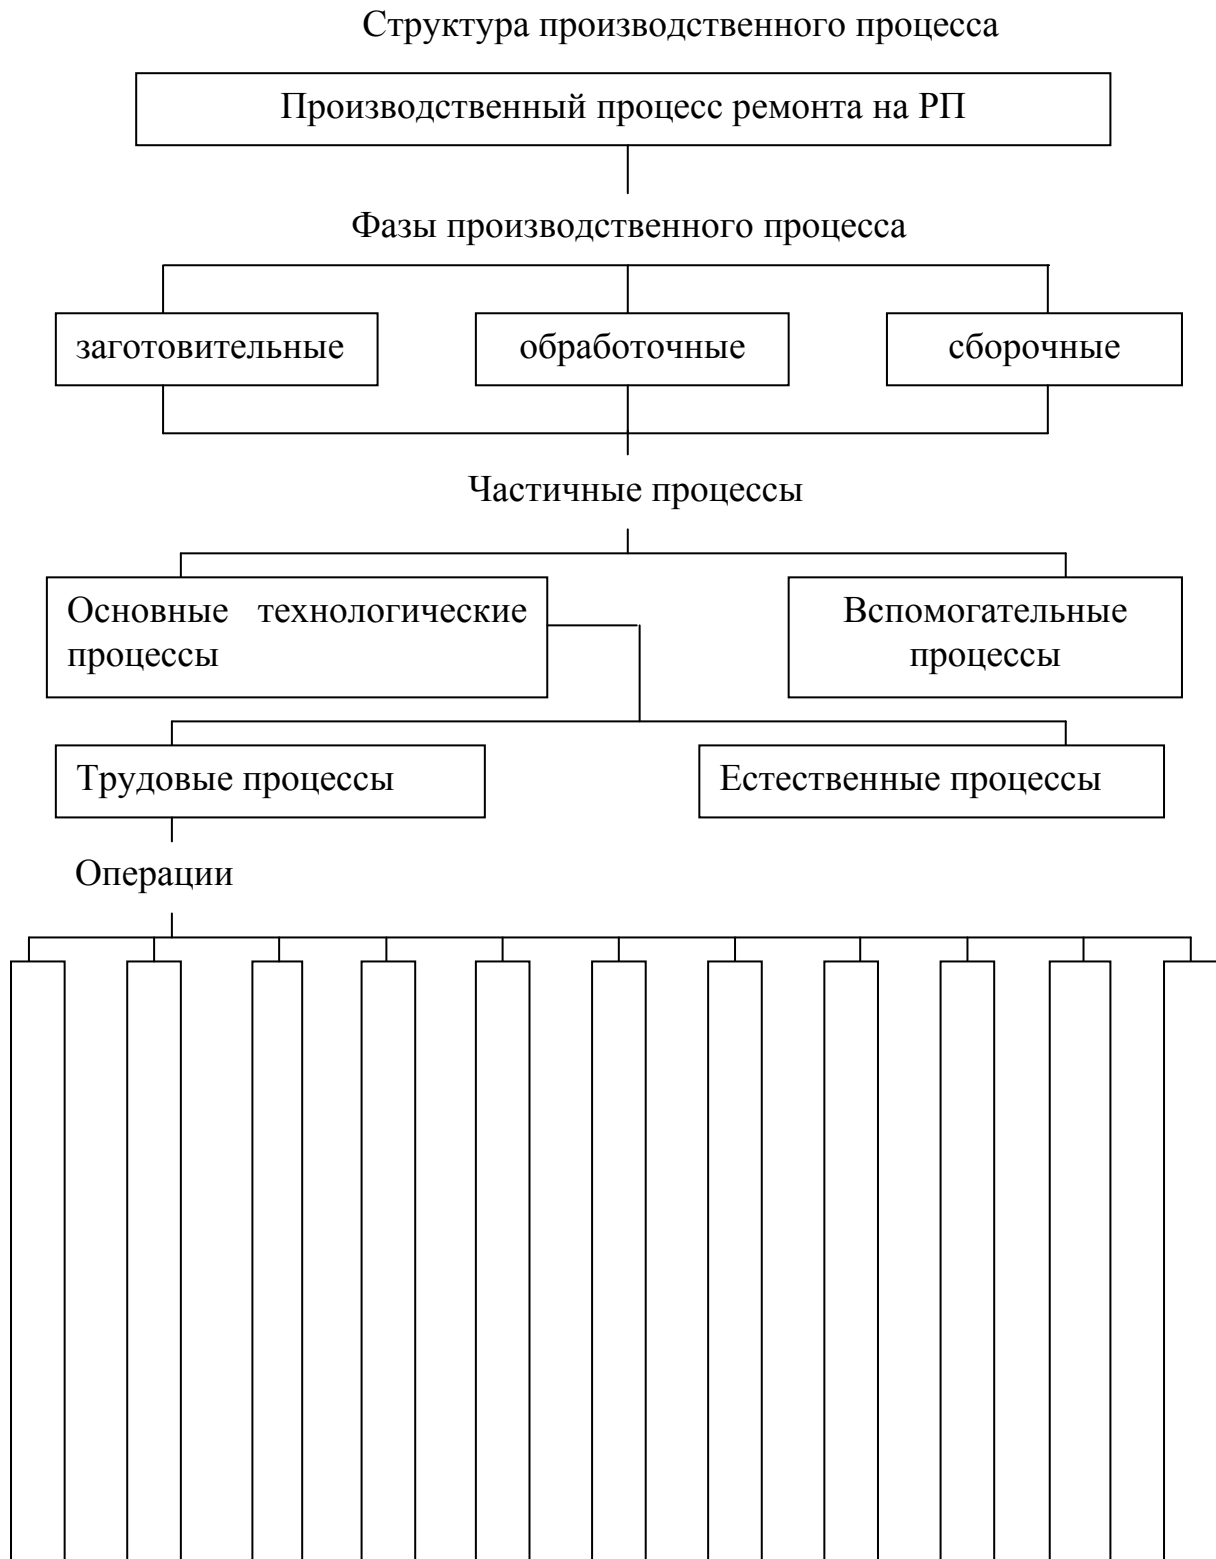 Структура производственного процесса
Производственный процесс ремонта на РП
Фазы производственного процесса
заготовительные
обработочные
сборочные
Частичные процессы
Основные технологические
процессы
Вспомогательные
процессы
Трудовые процессы
Естественные процессы
Операции